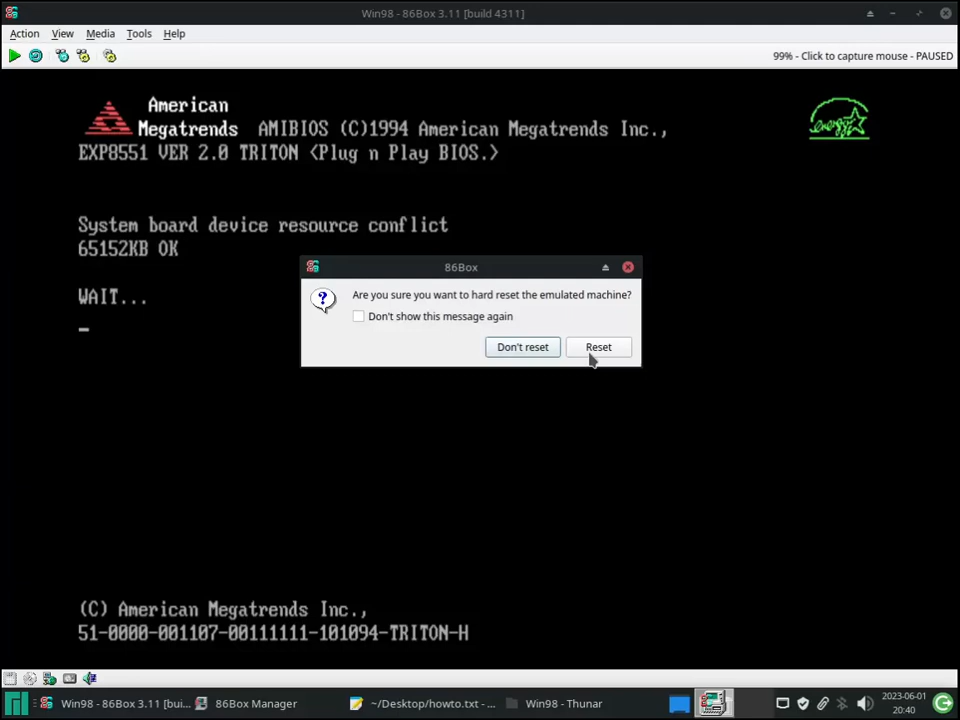 Win98 - 86Box 3.11 [build 4311]
Action View Media Tools Help
99% - Click to capture mouse - PAUSED
American
Megatrends AMIBIOS (C)1994 American Megatrends Inc.,
EXP8551 VER 2.0 TRITON <Plug n Play BIOS.>
energy
System board device resource conflict
65152KB OK
WAIT...
_
86Box
Are you sure you want to hard reset the emulated machine?
Don't show this message again
Don't reset Reset
(C) American Megatrends Inc.,
51-0000-001107-00111111-101094-TRITON-H
Win98 - 86Box 3.11 [bui... 86Box Manager ~/Desktop/howto.txt - ... Win98 - Thunar
2023-06-01
20:40